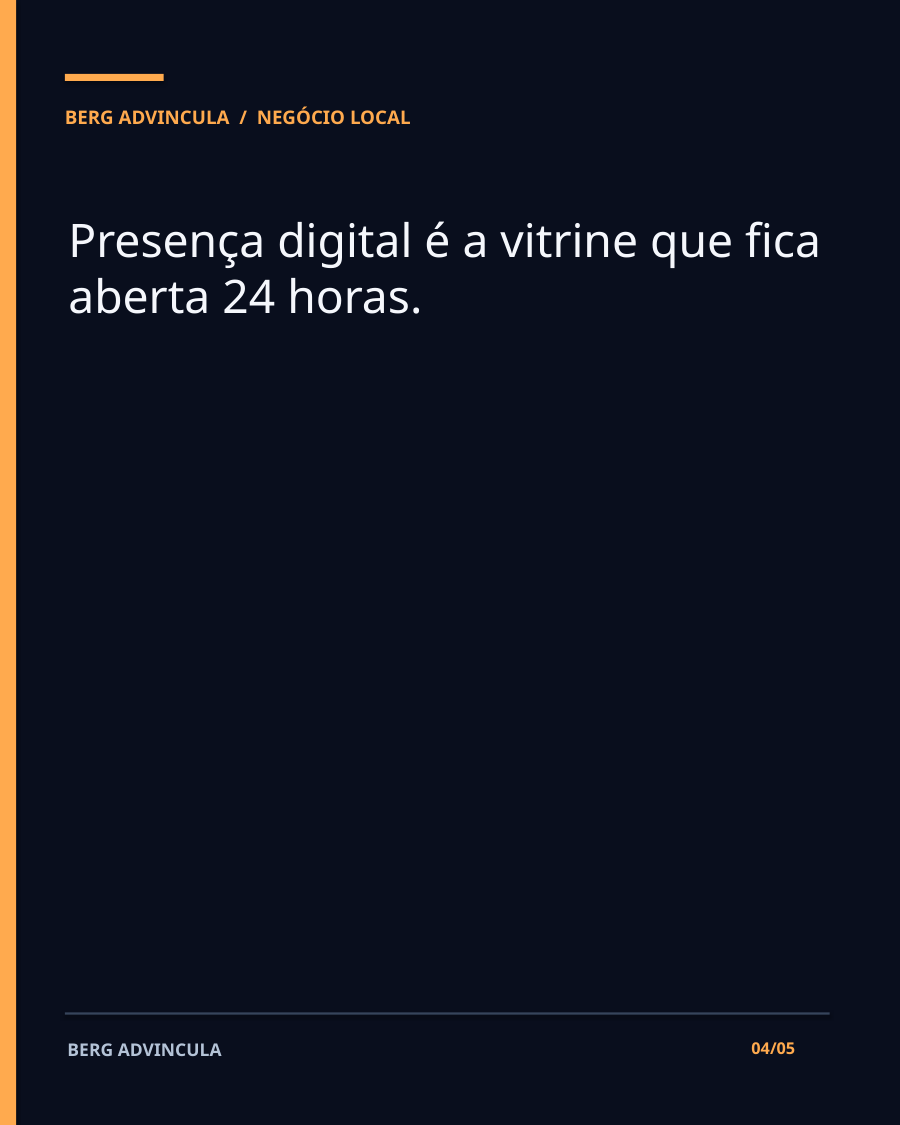 BERG ADVINCULA / NEGÓCIO LOCAL
Presença digital é a vitrine que fica
aberta 24 horas.
BERG ADVINCULA
04/05